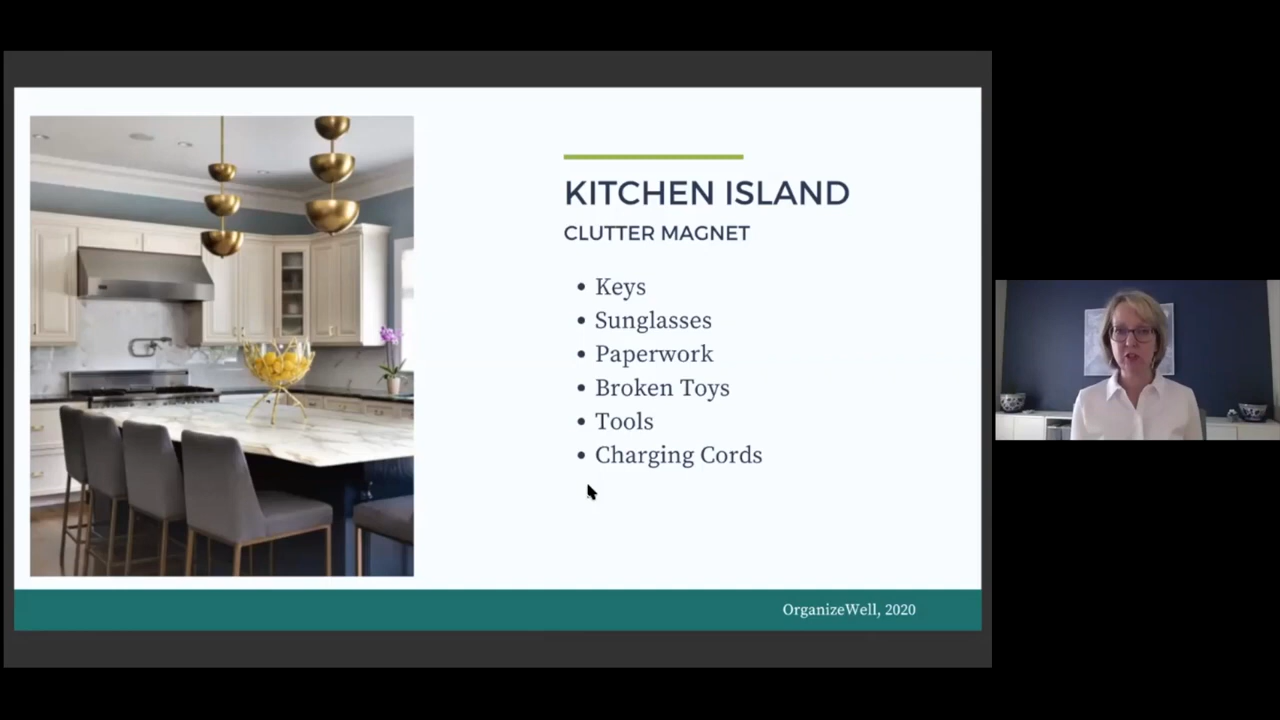 KITCHEN ISLAND
CLUTTER MAGNET
• Keys
• Sunglasses
• Paperwork
• Broken Toys
• Tools
• Charging Cords
OrganizeWell, 2020